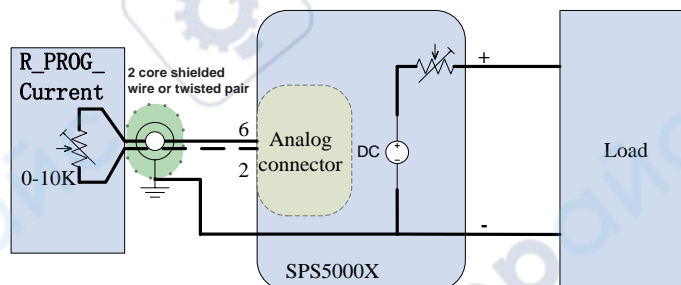 R_PROG_
Current
2 core shielded
wire or twisted pair
0-10K
6
2
Analog
connector
DC
+
-
+
-
Load
SPS5000X